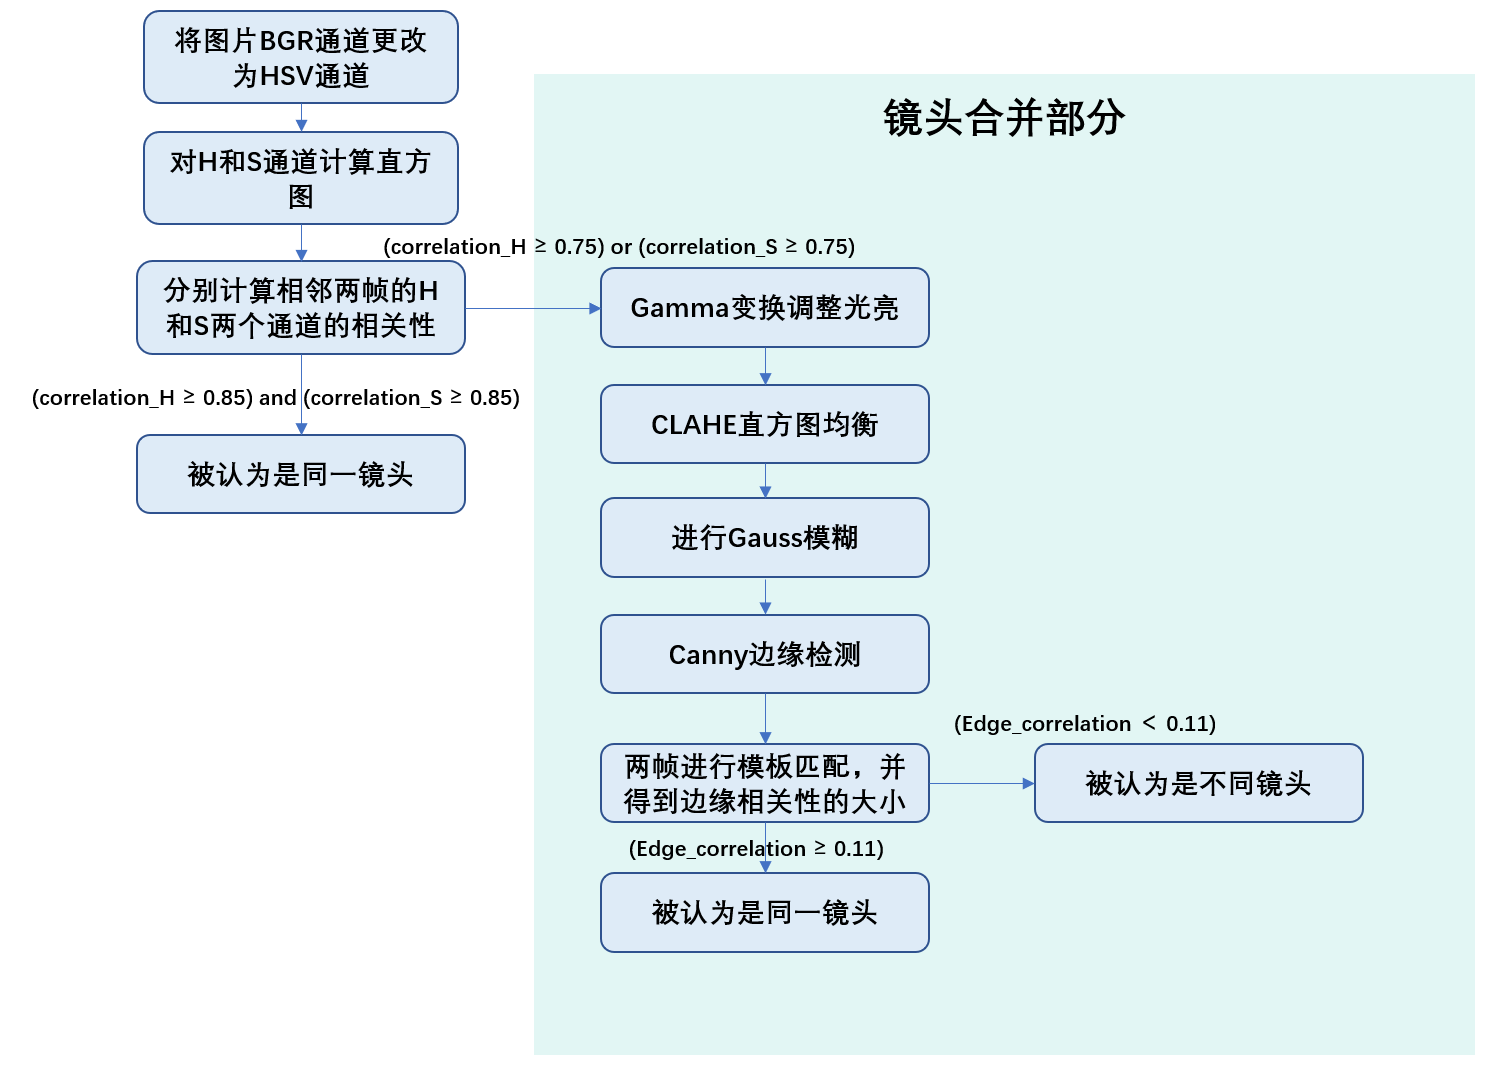 将图片BGR通道更改
为HSV通道
对H和S通道计算直方
图
分别计算相邻两帧的H
和S两个通道的相关性
(correlation_H ≥ 0.85) and (correlation_S ≥ 0.85)
被认为是同一镜头
镜头合并部分
(correlation_H ≥ 0.75) or (correlation_S ≥ 0.75)
Gamma变换调整光亮
CLAHE直方图均衡
进行Gauss模糊
Canny边缘检测
两帧进行模板匹配，并
得到边缘相关性的大小
(Edge_correlation < 0.11)
被认为是不同镜头
(Edge_correlation ≥ 0.11)
被认为是同一镜头